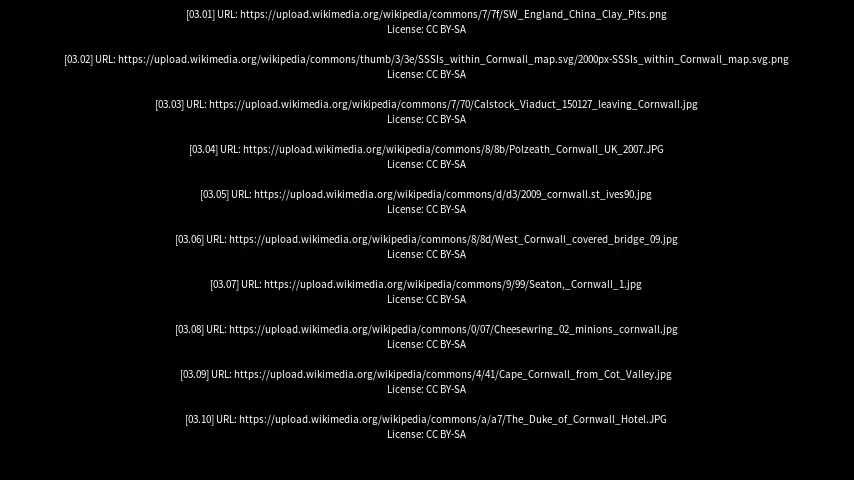 [03.01] URL: https://upload.wikimedia.org/wikipedia/commons/7/7f/SW_England_China_Clay_Pits.png
License: CC BY-SA
[03.02] URL: https://upload.wikimedia.org/wikipedia/commons/thumb/3/3e/SSSIs_within_Cornwall_map.svg/2000px-SSSIs_within_Cornwall_map.svg.png
License: CC BY-SA
[03.03] URL: https://upload.wikimedia.org/wikipedia/commons/7/70/Calstock_Viaduct_150127_leaving_Cornwall.jpg
License: CC BY-SA
[03.04] URL: https://upload.wikimedia.org/wikipedia/commons/8/8b/Polzeath_Cornwall_UK_2007.JPG
License: CC BY-SA
[03.05] URL: https://upload.wikimedia.org/wikipedia/commons/d/d3/2009_cornwall.st_ives90.jpg
License: CC BY-SA
[03.06] URL: https://upload.wikimedia.org/wikipedia/commons/8/8d/West_Cornwall_covered_bridge_09.jpg
License: CC BY-SA
[03.07] URL: https://upload.wikimedia.org/wikipedia/commons/9/99/Seaton,_Cornwall_1.jpg
License: CC BY-SA
[03.08] URL: https://upload.wikimedia.org/wikipedia/commons/0/07/Cheesewring_02_minions_cornwall.jpg
License: CC BY-SA
[03.09] URL: https://upload.wikimedia.org/wikipedia/commons/4/41/Cape_Cornwall_from_Cot_Valley.jpg
License: CC BY-SA
[03.10] URL: https://upload.wikimedia.org/wikipedia/commons/a/a7/The_Duke_of_Cornwall_Hotel.JPG
License: CC BY-SA